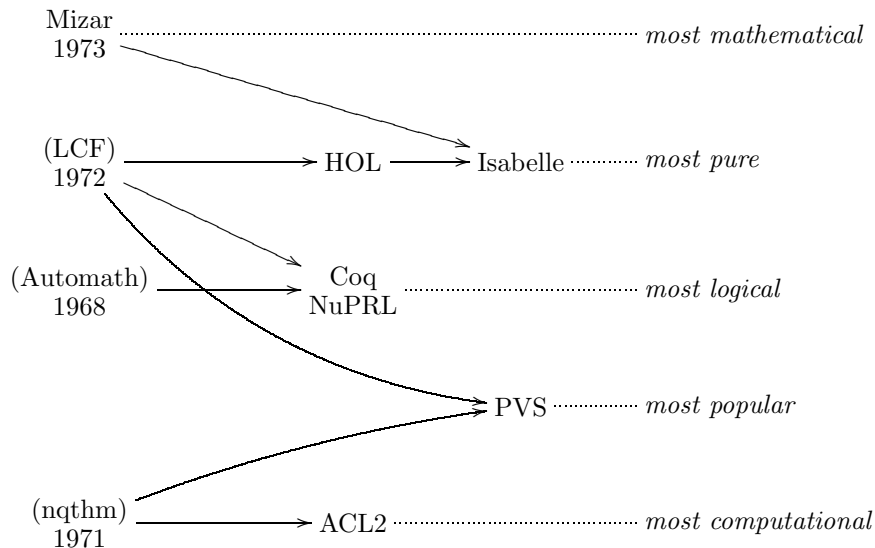 Mizar
1973
most mathematical
(LCF)
1972
HOL
Isabelle
most pure
(Automath)
1968
Coq
NuPRL
most logical
PVS
most popular
(nqthm)
1971
ACL2
most computational